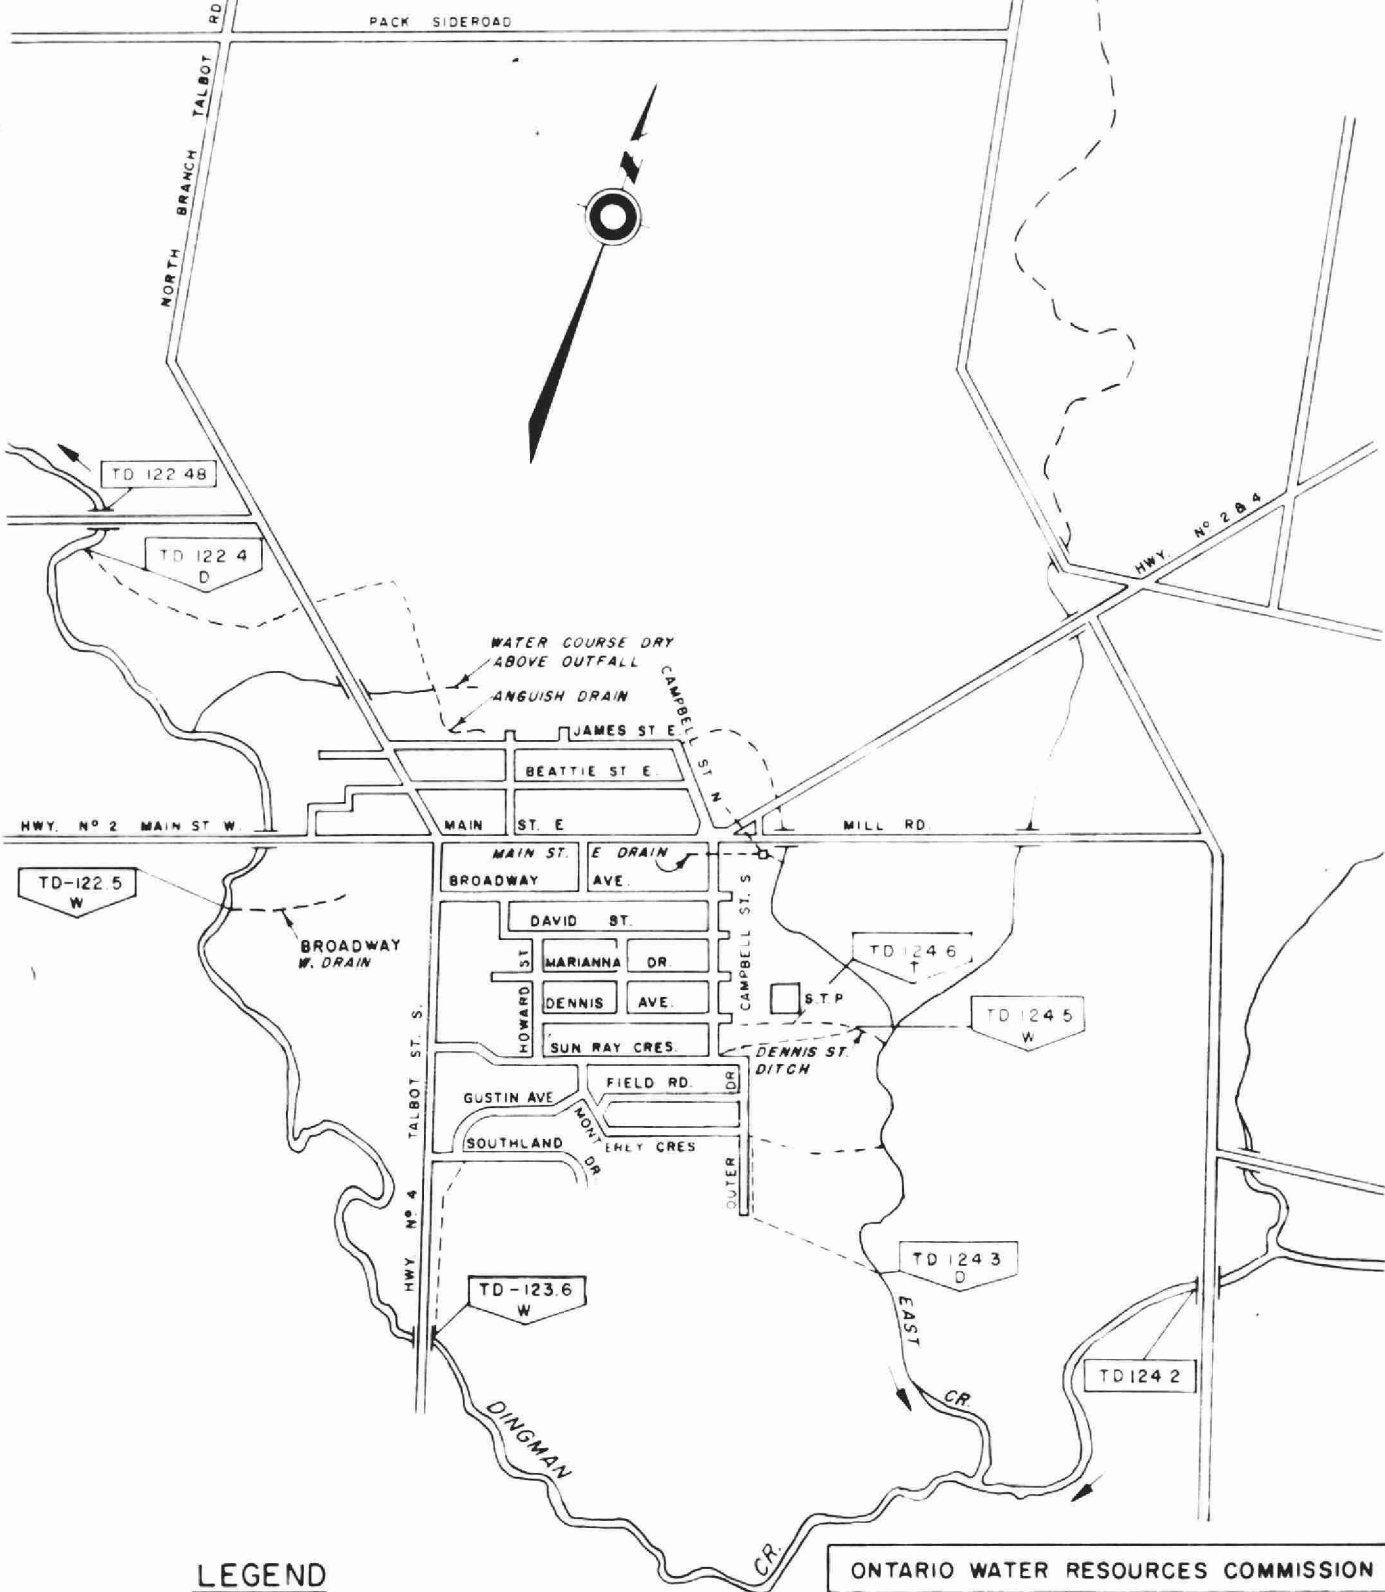 PACK SIDEROAD
NORTH BRANCH TALBOT RD
HWY. Nº 2 & 4
TD 122 48
TD 122 4
D
WATER COURSE DRY
ABOVE OUTFALL
ANGUISH DRAIN
CAMPBELL ST N
JAMES ST E.
BEATTIE ST E.
HWY. Nº 2 MAIN ST W.
MAIN ST. E
MILL RD.
MAIN ST. E DRAIN
TD-122.5
W
BROADWAY AVE.
DAVID ST.
BROADWAY
W. DRAIN
HOWARD ST
MARIANNA DR.
CAMPBELL ST. S
TD 124.6
T
DENNIS AVE.
S.T.P
TD 124 5
W
SUN RAY CRES.
DENNIS ST.
DITCH
HWY Nº 4 TALBOT ST. S.
FIELD RD.
GUSTIN AVE
MONTEREY CRES
SOUTHLAND DR
OUTER DR
TD 124 3
D
TD-123.6
W
EAST CR.
TD 124 2
DINGMAN CR.
LEGEND
ONTARIO WATER RESOURCES COMMISSION